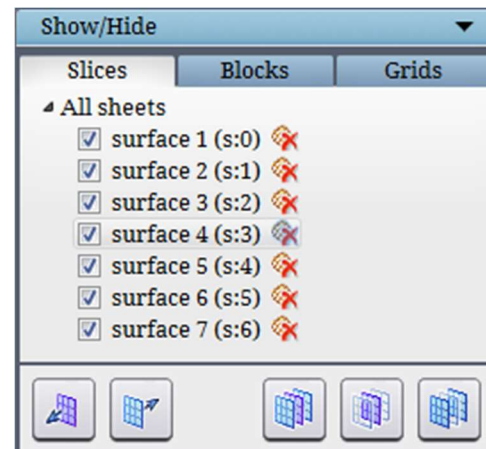 Show/Hide
Slices Blocks Grids
All sheets
surface 1 (s:0)
surface 2 (s:1)
surface 3 (s:2)
surface 4 (s:3)
surface 5 (s:4)
surface 6 (s:5)
surface 7 (s:6)